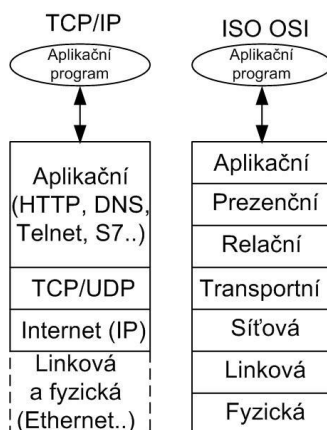 TCP/IP
Aplikační
program
Aplikační
(HTTP, DNS,
Telnet, S7..)
TCP/UDP
Internet (IP)
Linková
a fyzická
(Ethernet..)
ISO OSI
Aplikační
program
Aplikační
Prezenční
Relační
Transportní
Síťová
Linková
Fyzická